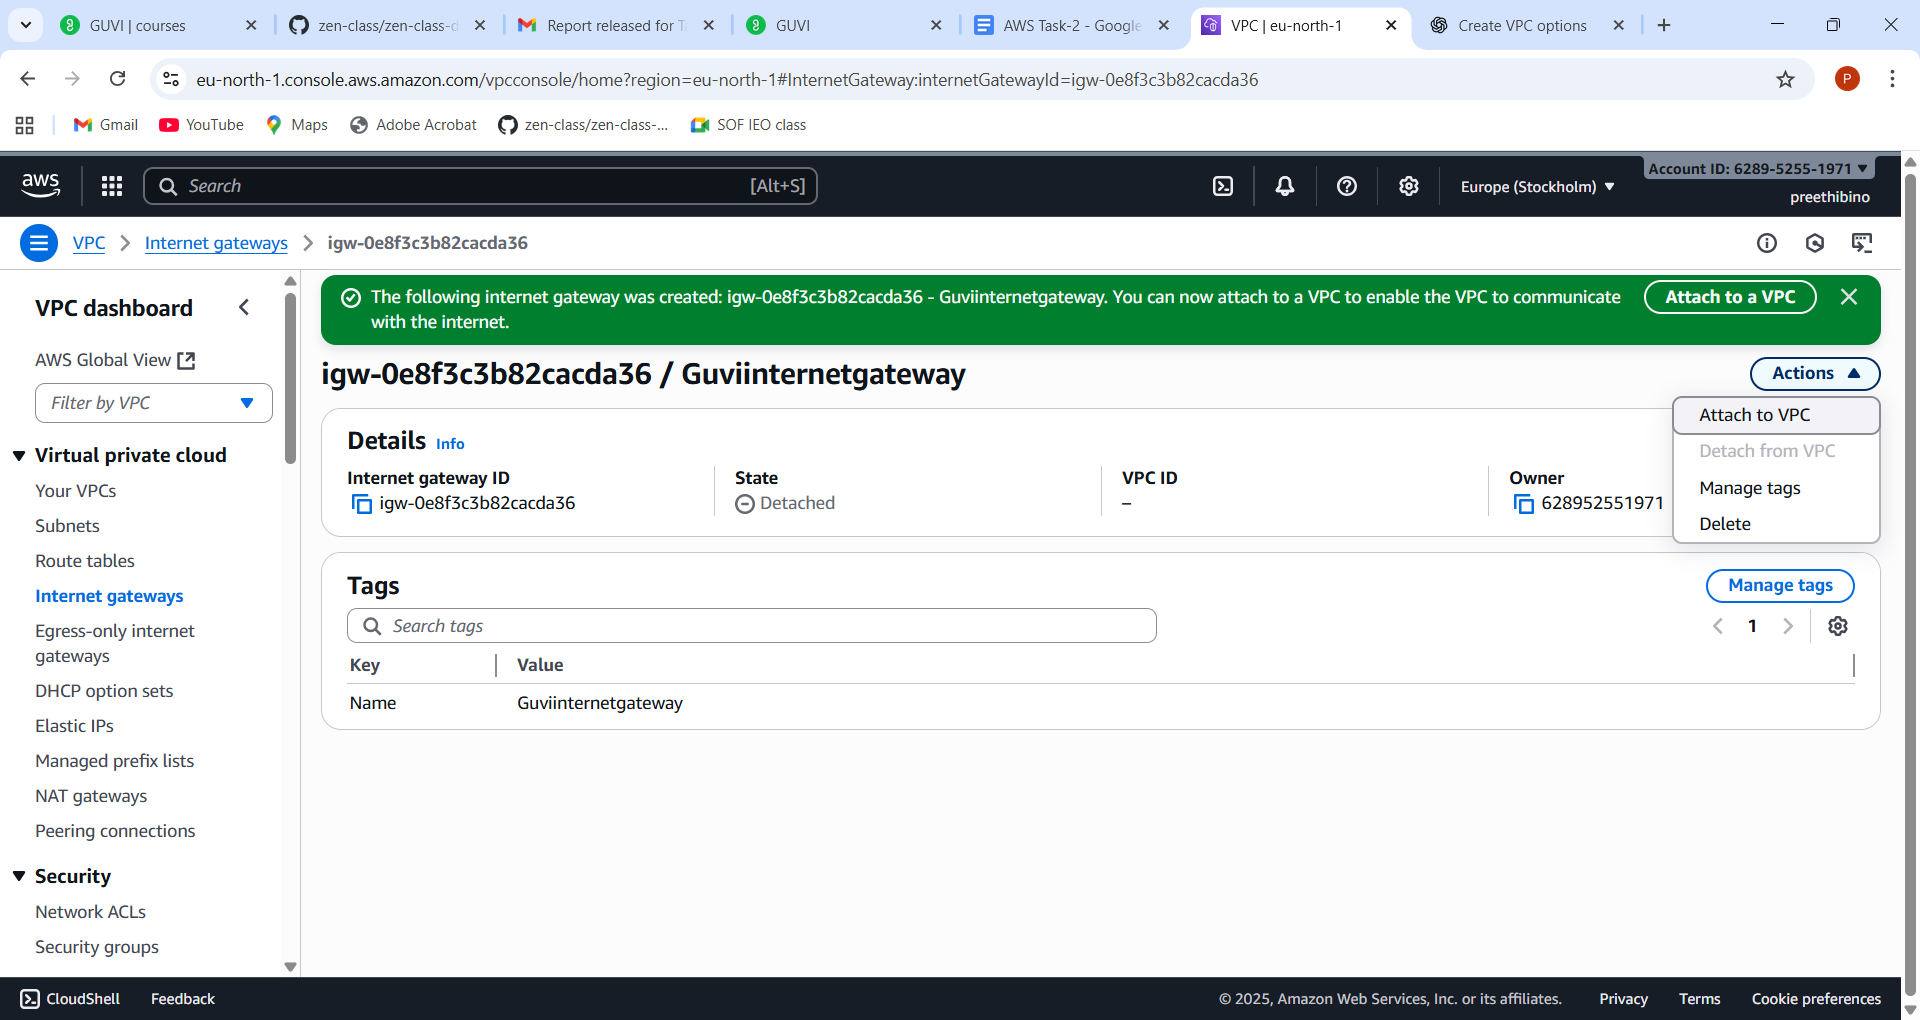 GUVI | courses
zen-class/zen-class-d
Report released for Ta
GUVI
AWS Task-2 - Google
VPC | eu-north-1
Create VPC options
eu-north-1.console.aws.amazon.com/vpcconsole/home?region=eu-north-1#InternetGateway:internetGatewayId=igw-0e8f3c3b82cacda36
P
Gmail
YouTube
Maps
Adobe Acrobat
zen-class/zen-class-...
SOF IEO class
aws
Search
[Alt+S]
Europe (Stockholm)
Account ID: 6289-5255-1971
preethibino
VPC
Internet gateways
igw-0e8f3c3b82cacda36
VPC dashboard
AWS Global View
Filter by VPC
Virtual private cloud
Your VPCs
Subnets
Route tables
Internet gateways
Egress-only internet
gateways
DHCP option sets
Elastic IPs
Managed prefix lists
NAT gateways
Peering connections
Security
Network ACLs
Security groups
The following internet gateway was created: igw-0e8f3c3b82cacda36 - Guviinternetgateway. You can now attach to a VPC to enable the VPC to communicate
with the internet.
Attach to a VPC
igw-0e8f3c3b82cacda36 / Guviinternetgateway
Actions
Attach to VPC
Detach from VPC
Manage tags
Delete
Details Info
Internet gateway ID
igw-0e8f3c3b82cacda36
State
Detached
VPC ID
–
Owner
628952551971
Tags
Manage tags
Search tags
1
Key
Value
Name
Guviinternetgateway
CloudShell
Feedback
© 2025, Amazon Web Services, Inc. or its affiliates.
Privacy
Terms
Cookie preferences